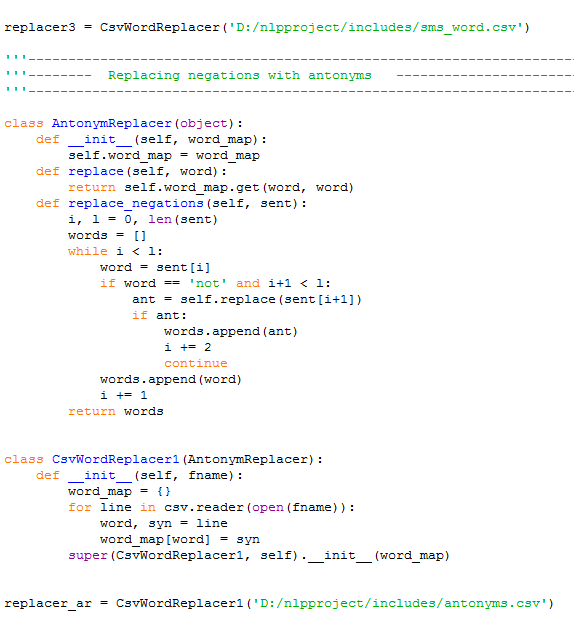 replacer3 = CsvWordReplacer('D:/nlpproject/includes/sms_word.csv')
'''--------------------------------------------------------------------
'''--------  Replacing negations with antonyms   ----------------------
'''--------------------------------------------------------------------
class AntonymReplacer(object):
    def __init__(self, word_map):
        self.word_map = word_map
    def replace(self, word):
        return self.word_map.get(word, word)
    def replace_negations(self, sent):
        i, l = 0, len(sent)
        words = []
        while i < l:
            word = sent[i]
            if word == 'not' and i+1 < l:
                ant = self.replace(sent[i+1])
                if ant:
                    words.append(ant)
                    i += 2
                    continue
            words.append(word)
            i += 1
        return words
class CsvWordReplacer1(AntonymReplacer):
    def __init__(self, fname):
        word_map = {}
        for line in csv.reader(open(fname)):
            word, syn = line
            word_map[word] = syn
        super(CsvWordReplacer1, self).__init__(word_map)
replacer_ar = CsvWordReplacer1('D:/nlpproject/includes/antonyms.csv')